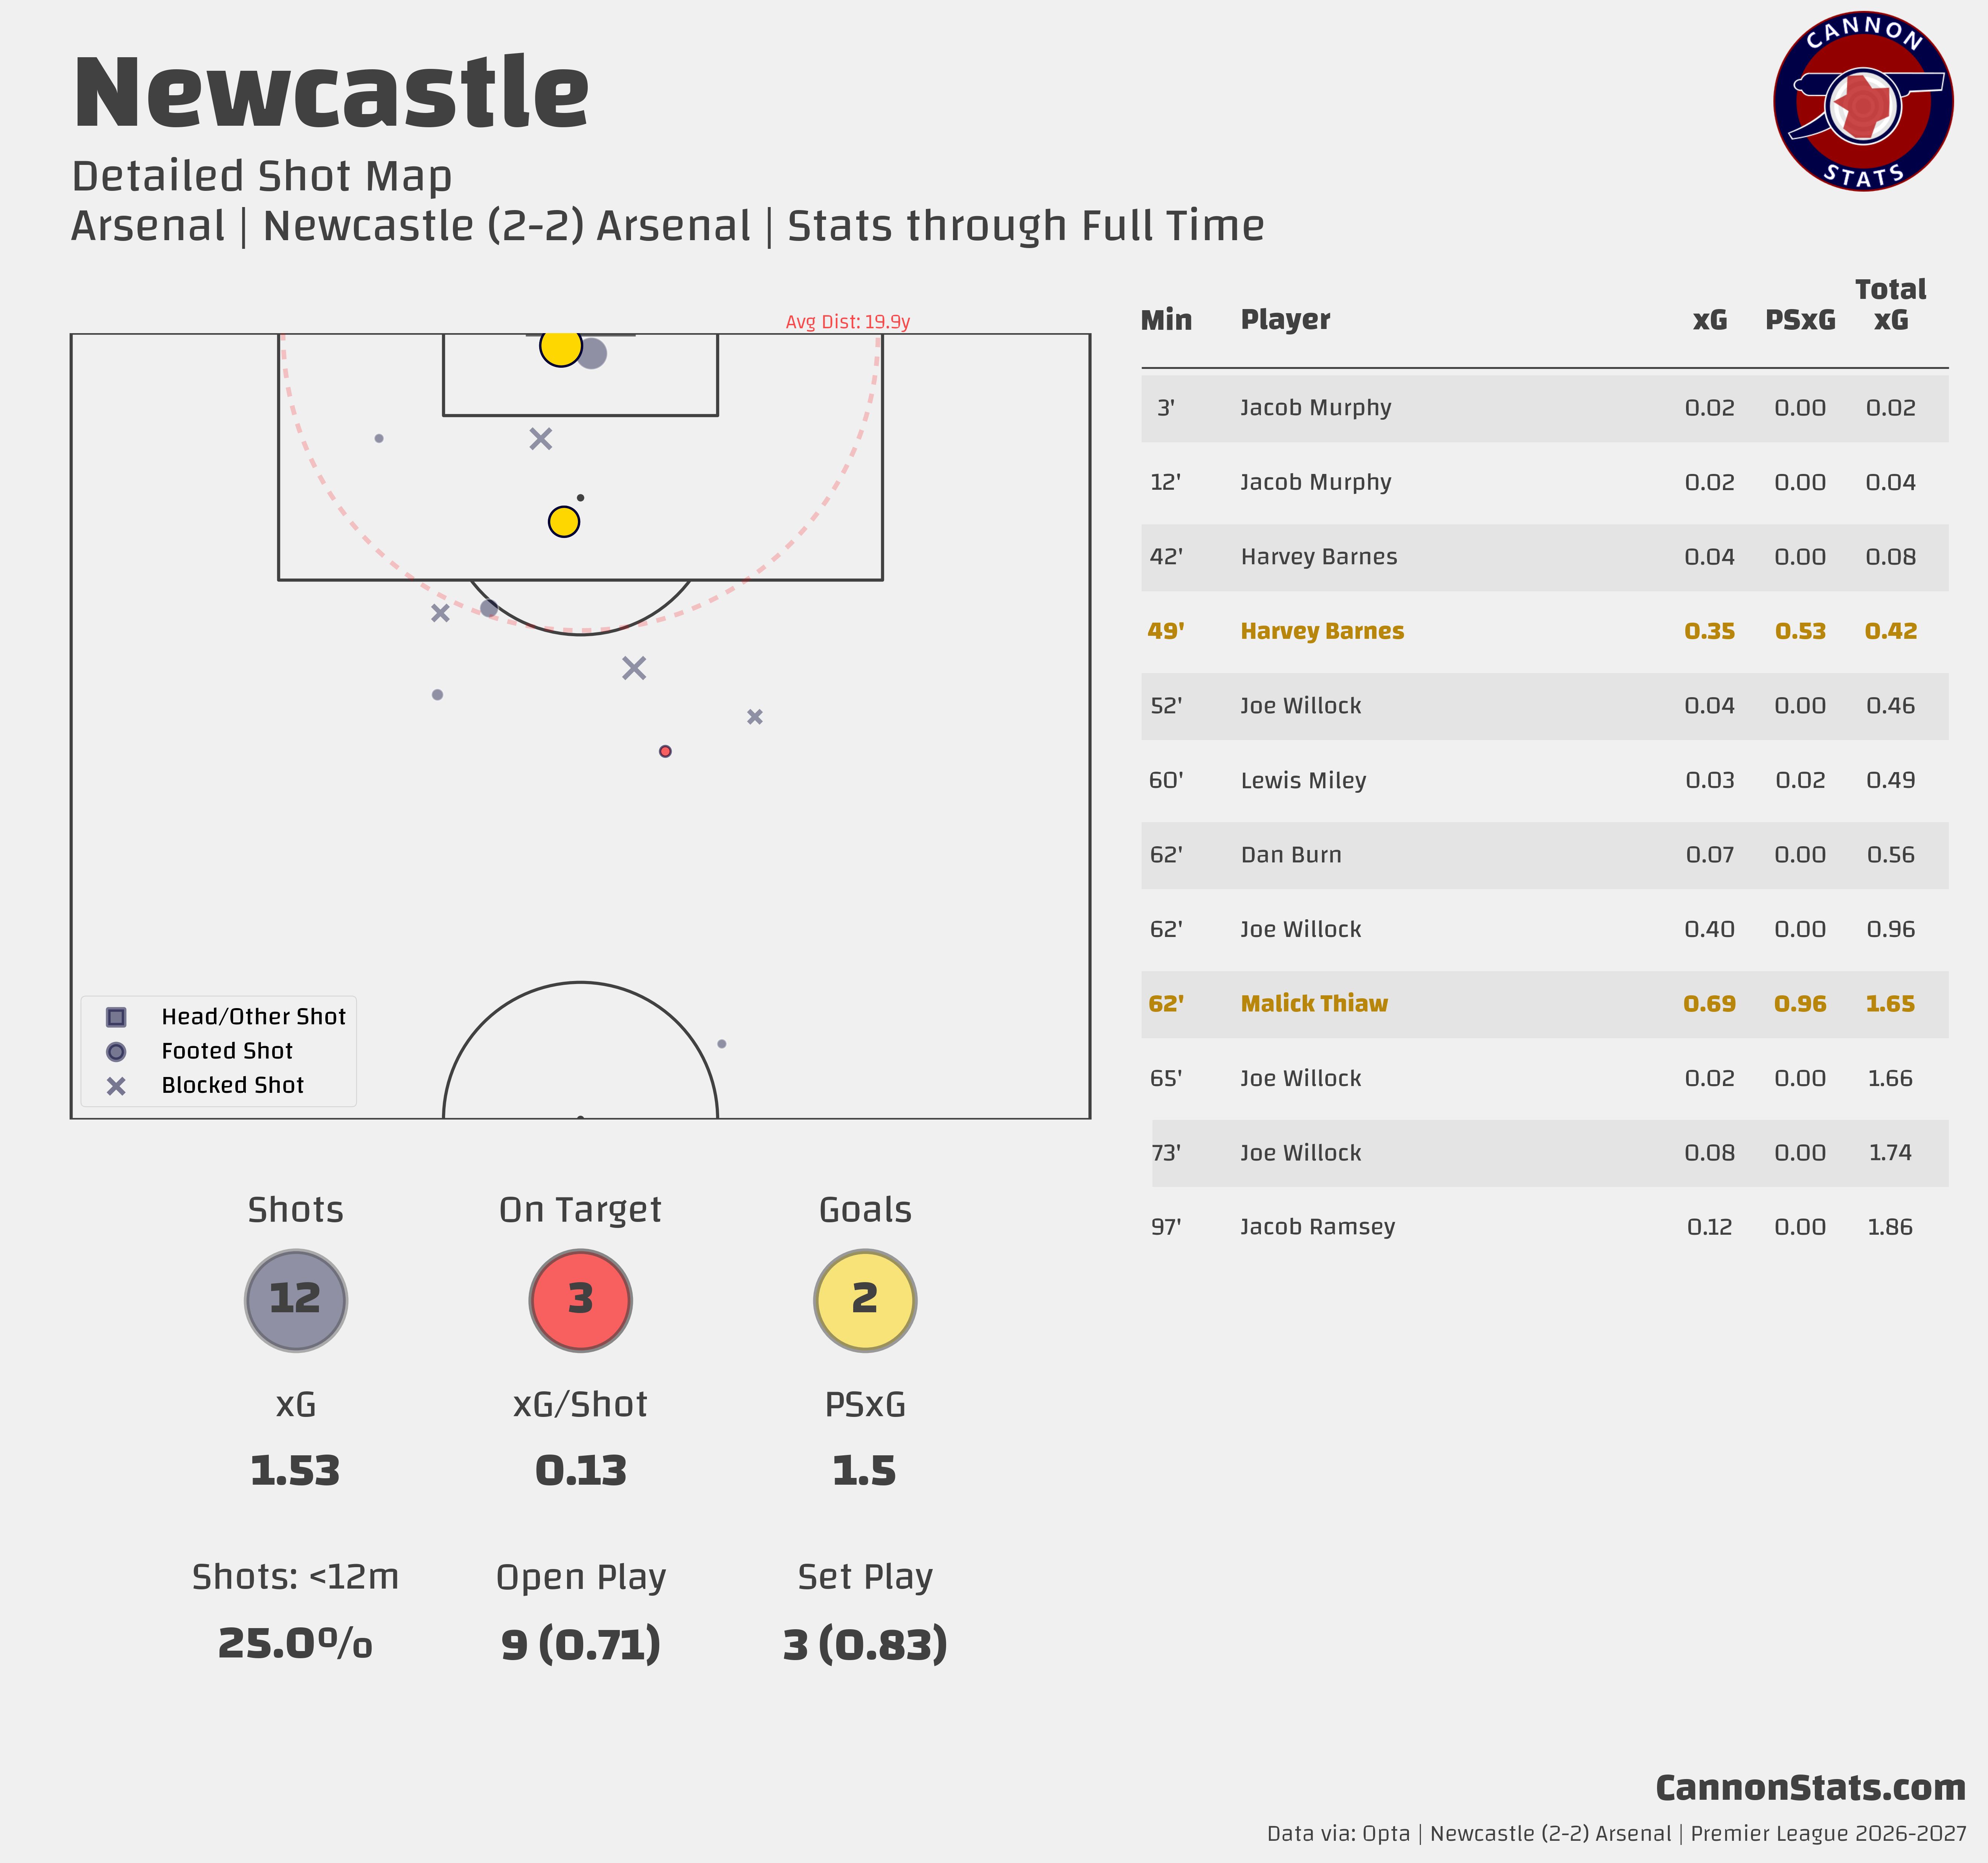 Newcastle
Detailed Shot Map
Arsenal | Newcastle (2-2) Arsenal | Stats through Full Time
CANNON
STATS
Avg Dist: 19.9y
Head/Other Shot
Footed Shot
Blocked Shot
Min Player xG PSxG Total xG
3' Jacob Murphy 0.02 0.00 0.02
12' Jacob Murphy 0.02 0.00 0.04
42' Harvey Barnes 0.04 0.00 0.08
49' Harvey Barnes 0.35 0.53 0.42
52' Joe Willock 0.04 0.00 0.46
60' Lewis Miley 0.03 0.02 0.49
62' Dan Burn 0.07 0.00 0.56
62' Joe Willock 0.40 0.00 0.96
62' Malick Thiaw 0.69 0.96 1.65
65' Joe Willock 0.02 0.00 1.66
73' Joe Willock 0.08 0.00 1.74
97' Jacob Ramsey 0.12 0.00 1.86
Shots On Target Goals
12 3 2
xG xG/Shot PSxG
1.53 0.13 1.5
Shots: <12m Open Play Set Play
25.0% 9 (0.71) 3 (0.83)
CannonStats.com
Data via: Opta | Newcastle (2-2) Arsenal | Premier League 2026-2027